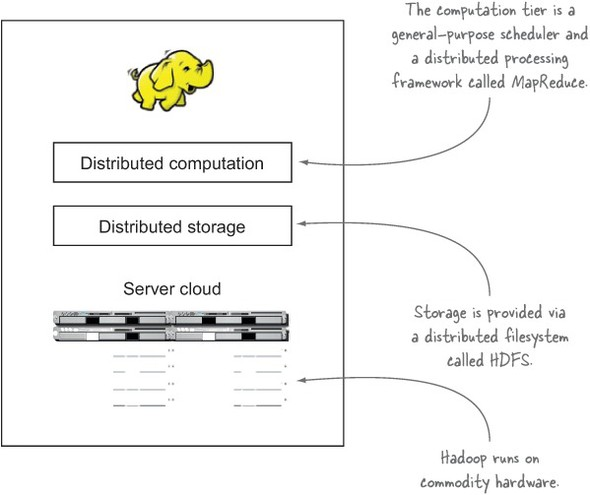 The computation tier is a
general-purpose scheduler and
a distributed processing
framework called MapReduce.
Distributed computation
Distributed storage
Server cloud
Storage is provided via
a distributed filesystem
called HDFS.
Hadoop runs on
commodity hardware.